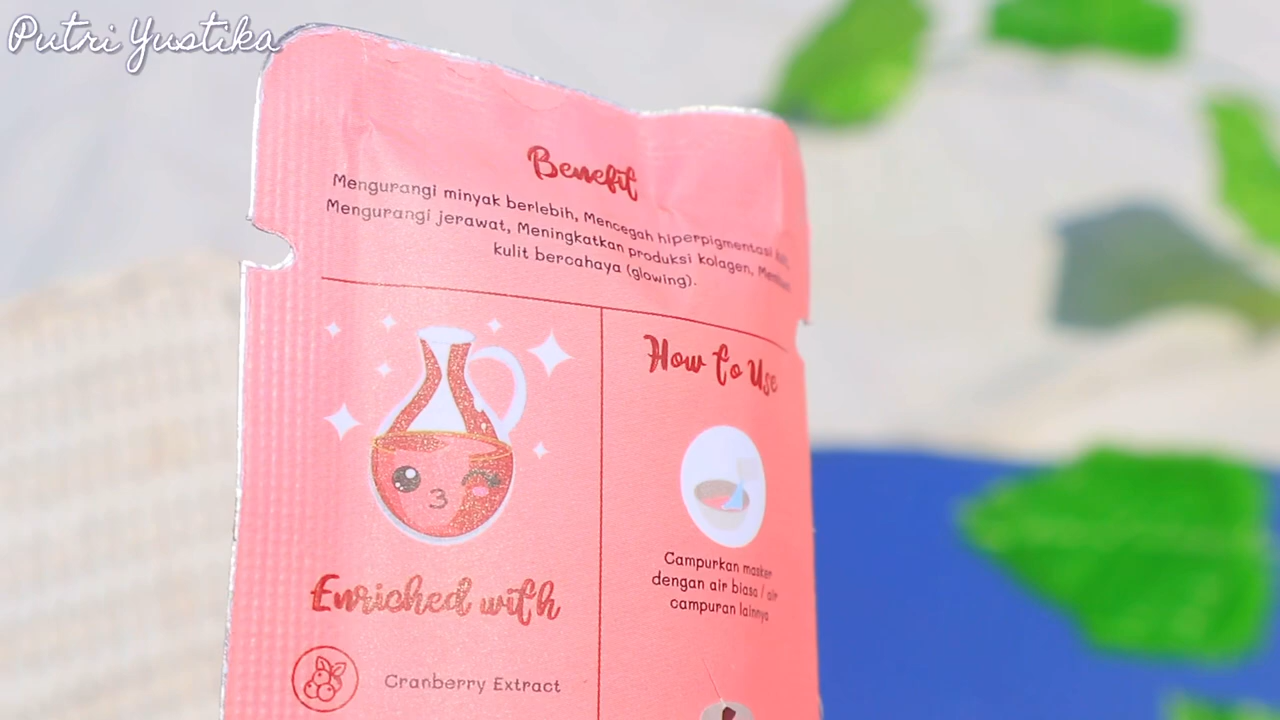 Putri Yustika
Benefit
Mengurangi minyak berlebih, Mencegah hiperpigmentasi
Mengurangi jerawat, Meningkatkan produksi kolagen,
kulit bercahaya (glowing).
How to Use
Campurkan masker
dengan air biasa / air
campuran lainnya
Enriched with
Cranberry Extract